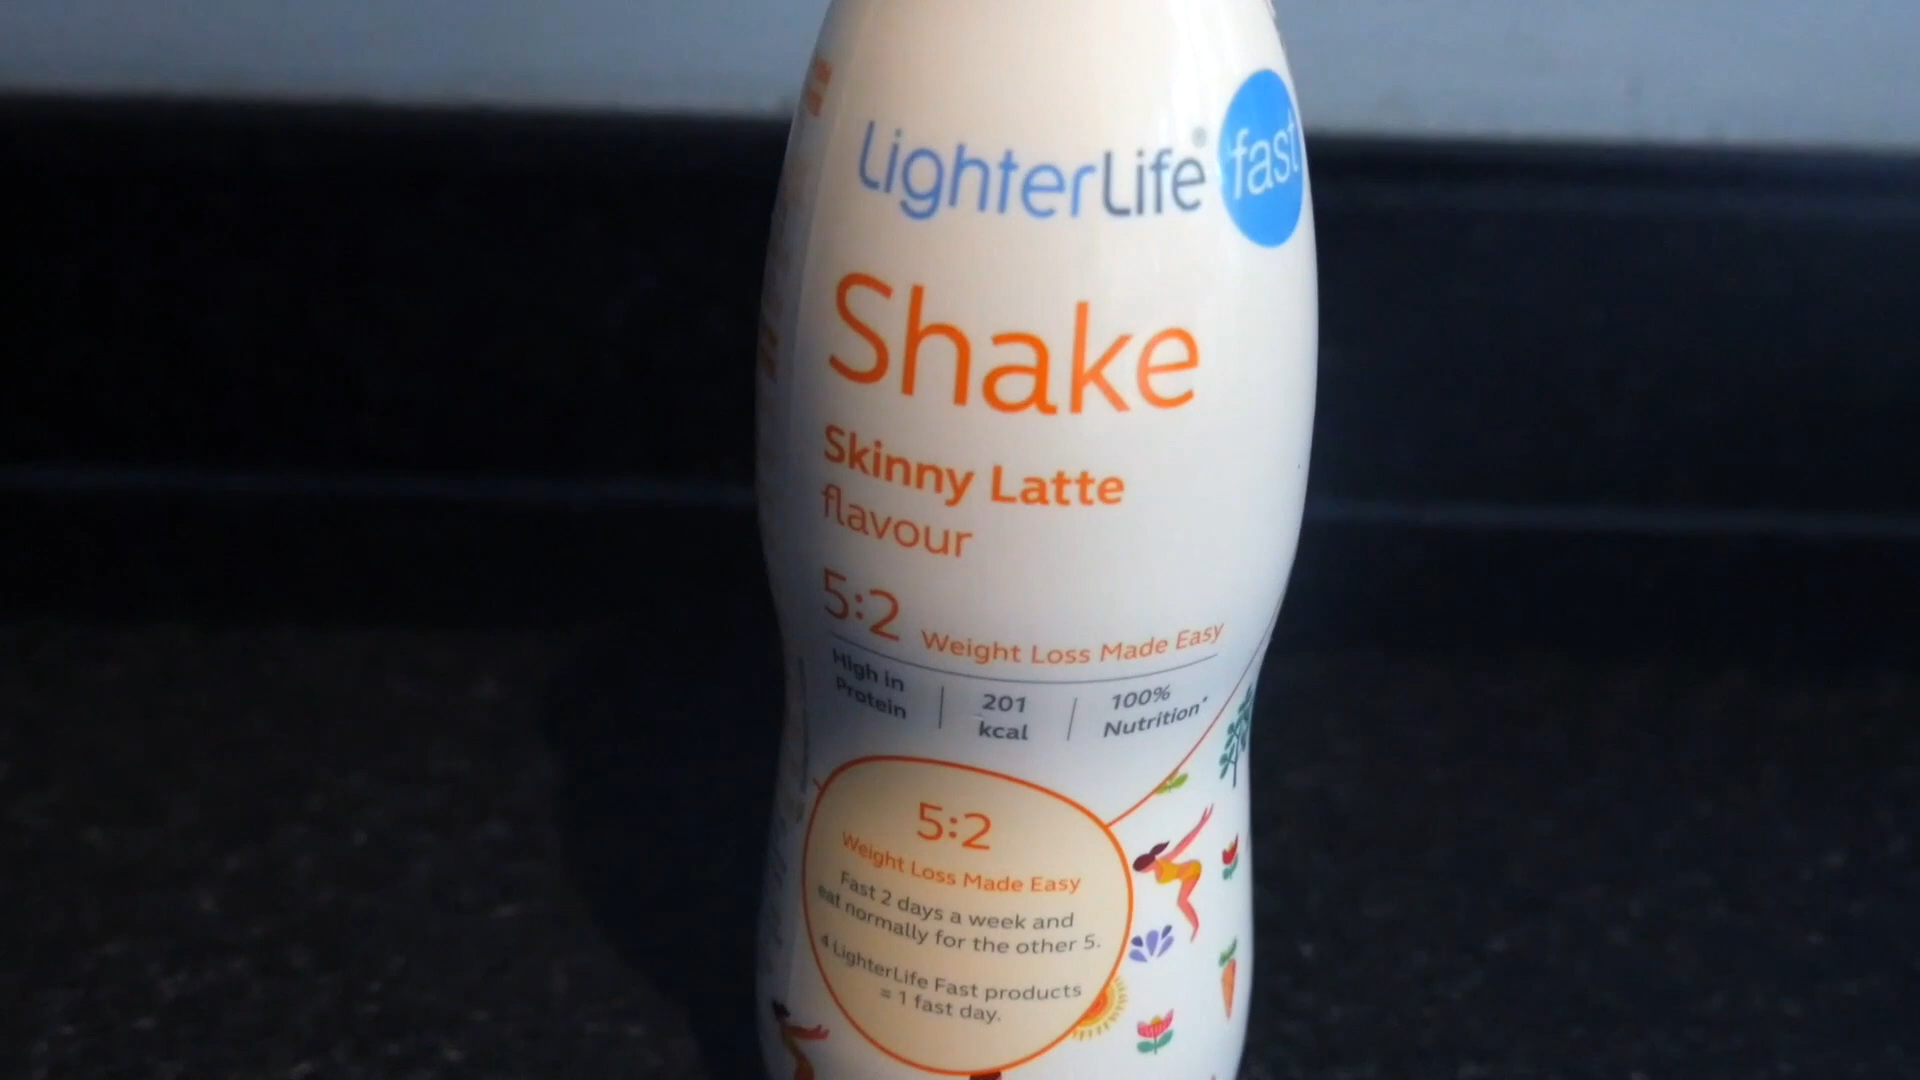 LighterLife® fast
Shake
Skinny Latte
flavour
5:2 Weight Loss Made Easy
High in
Protein
201
kcal
100%
Nutrition*
5:2
Weight Loss Made Easy
Fast 2 days a week and
eat normally for the other 5.
4 LighterLife Fast products
= 1 fast day.